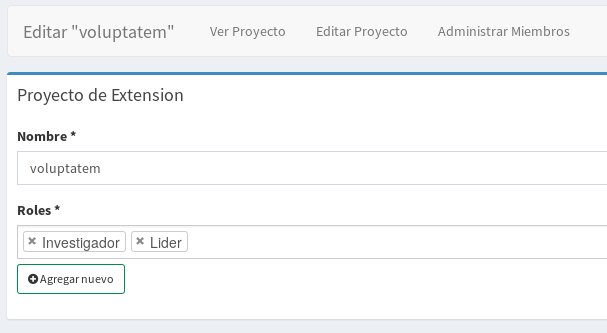 Editar "voluptatem" Ver Proyecto Editar Proyecto Administrar Miembros
Proyecto de Extension
Nombre *
voluptatem
Roles *
× Investigador × Lider
Agregar nuevo